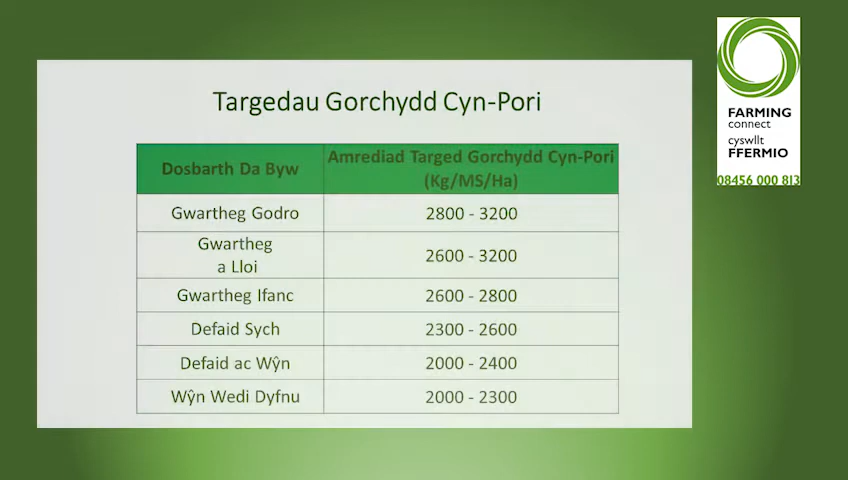 Targedau Gorchydd Cyn-Pori
Dosbarth Da Byw
Amrediad Targed Gorchydd Cyn-Pori
(Kg/MS/Ha)
Gwartheg Godro
2800 - 3200
Gwartheg
a Lloi
2600 - 3200
Gwartheg Ifanc
2600 - 2800
Defaid Sych
2300 - 2600
Defaid ac Wŷn
2000 - 2400
Wŷn Wedi Dyfnu
2000 - 2300
FARMING
connect
cyswllt
FFERMIO
08456 000 813